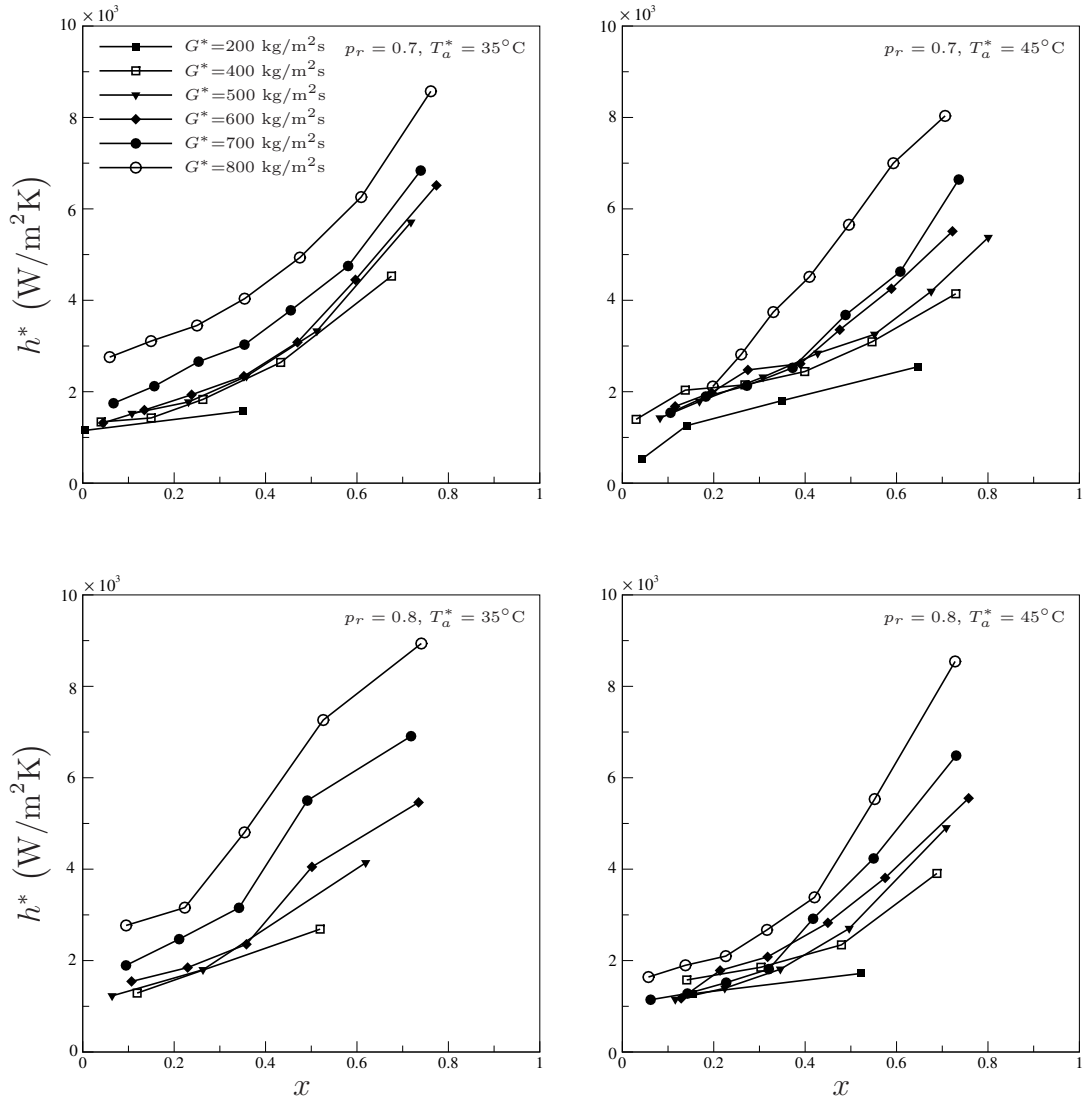 10 × 10³
G*=200 kg/m²s
G*=400 kg/m²s
G*=500 kg/m²s
G*=600 kg/m²s
G*=700 kg/m²s
G*=800 kg/m²s
p_r = 0.7, T_a* = 35°C
8
6
4
2
0
0 0.2 0.4 0.6 0.8 1
h* (W/m²K)
10 × 10³
p_r = 0.7, T_a* = 45°C
8
6
4
2
0
0 0.2 0.4 0.6 0.8 1
10 × 10³
p_r = 0.8, T_a* = 35°C
8
6
4
2
0
0 0.2 0.4 0.6 0.8 1
h* (W/m²K)
x
10 × 10³
p_r = 0.8, T_a* = 45°C
8
6
4
2
0
0 0.2 0.4 0.6 0.8 1
x